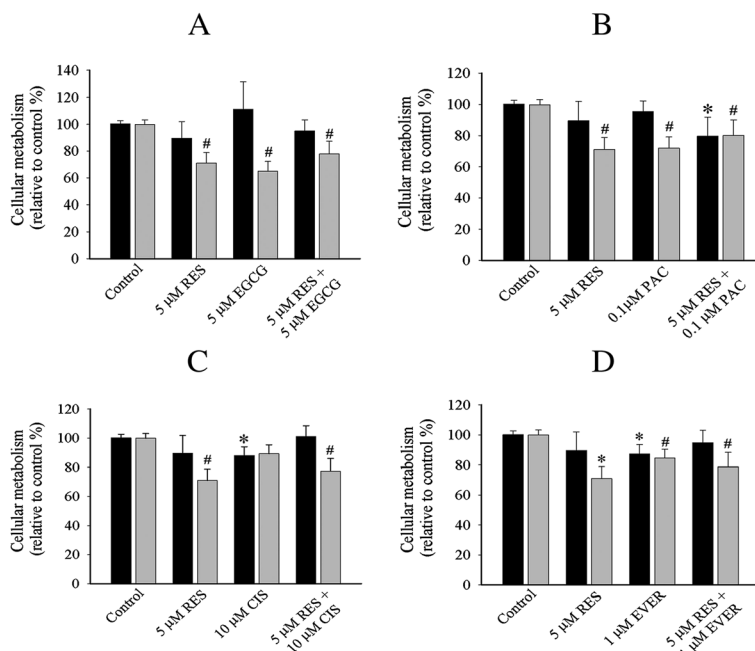 A
Cellular metabolism
(relative to control %)
140
120
100
80
60
40
20
0
#
#
#
Control
5 µM RES
5 µM EGCG
5 µM RES +
5 µM EGCG
B
Cellular metabolism
(relative to control %)
120
100
80
60
40
20
0
#
#
*
#
Control
5 µM RES
0.1µM PAC
5 µM RES +
0.1 µM PAC
C
Cellular metabolism
(relative to control %)
120
100
80
60
40
20
0
#
*
#
Control
5 µM RES
10 µM CIS
5 µM RES +
10 µM CIS
D
Cellular metabolism
(relative to control %)
120
100
80
60
40
20
0
*
*
#
#
Control
5 µM RES
1 µM EVER
5 µM RES +
µM EVER